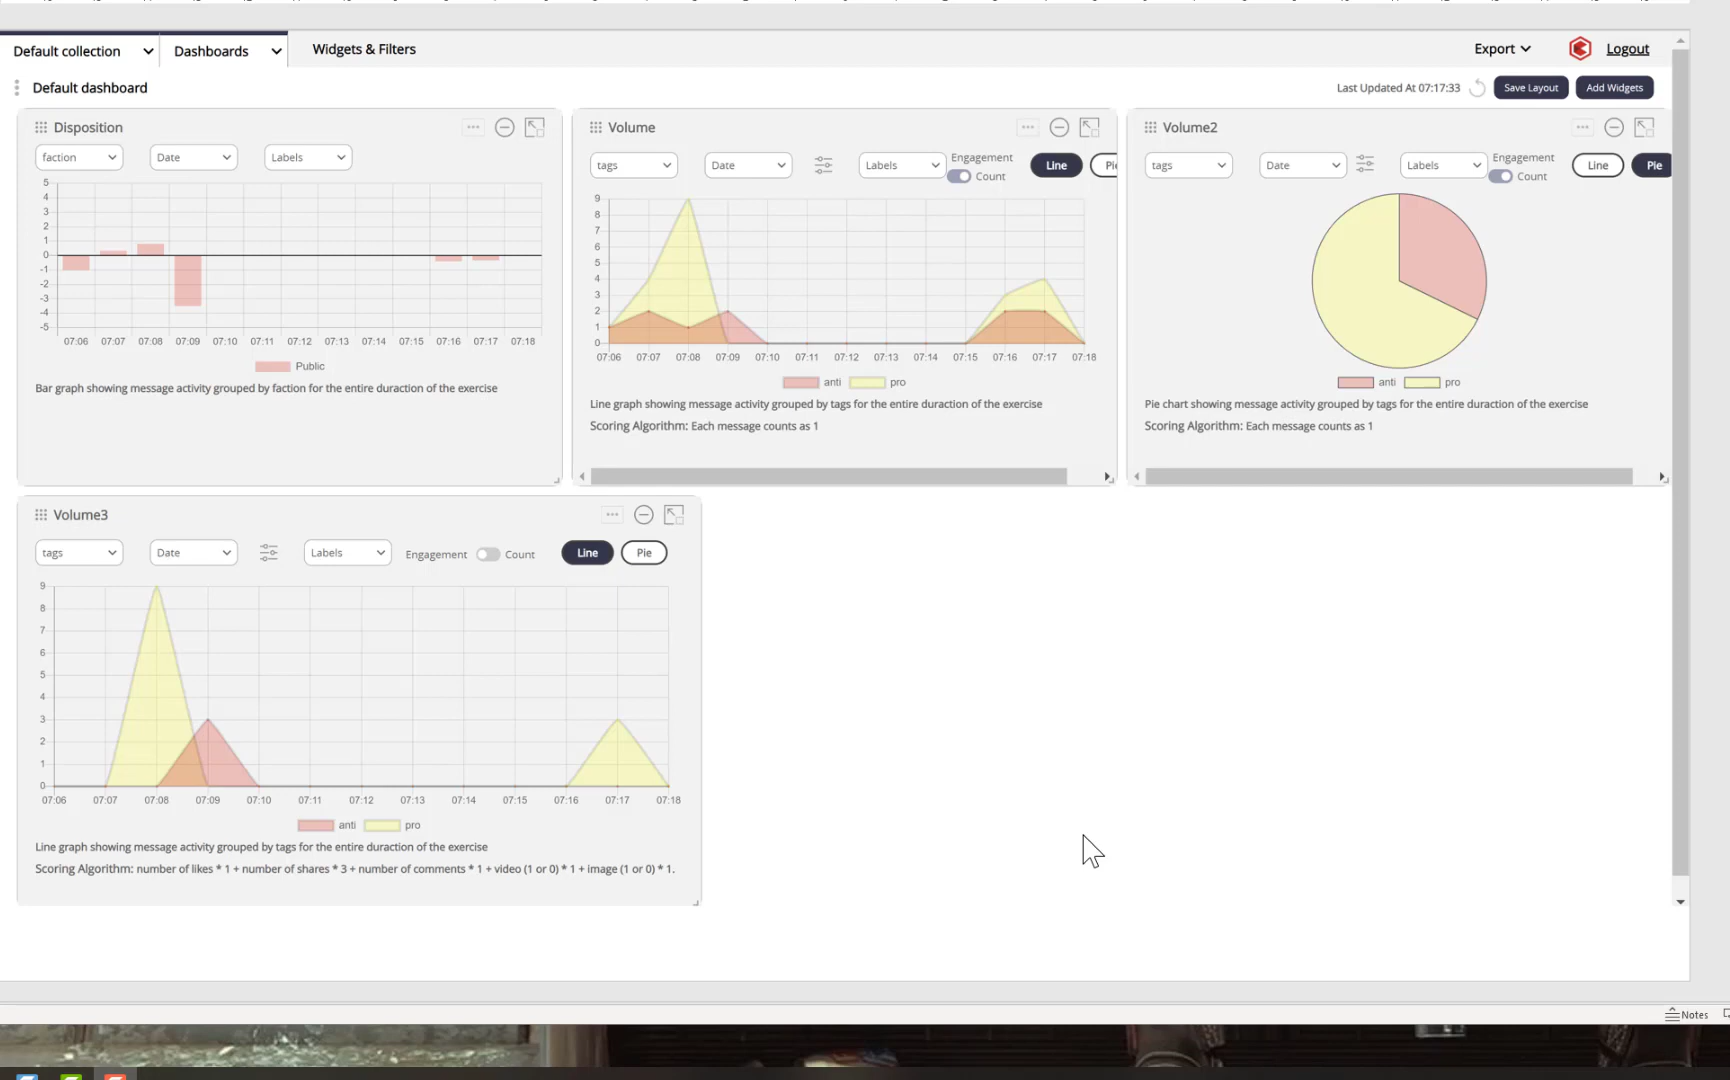 Default collection Dashboards Widgets & Filters Export Logout
Default dashboard Last Updated At 07:17:33 Save Layout Add Widgets
Disposition
faction Date Labels
5
4
3
2
1
0
-1
-2
-3
-4
-5
07:06 07:07 07:08 07:09 07:10 07:11 07:12 07:13 07:14 07:15 07:16 07:17 07:18
Public
Bar graph showing message activity grouped by faction for the entire duraction of the exercise
Volume
tags Date Labels Engagement Count Line Pie
9
8
7
6
5
4
3
2
1
0
07:06 07:07 07:08 07:09 07:10 07:11 07:12 07:13 07:14 07:15 07:16 07:17 07:18
anti pro
Line graph showing message activity grouped by tags for the entire duraction of the exercise
Scoring Algorithm: Each message counts as 1
Volume2
tags Date Labels Engagement Count Line Pie
anti pro
Pie chart showing message activity grouped by tags for the entire duraction of the exercise
Scoring Algorithm: Each message counts as 1
Volume3
tags Date Labels Engagement Count Line Pie
9
8
7
6
5
4
3
2
1
0
07:06 07:07 07:08 07:09 07:10 07:11 07:12 07:13 07:14 07:15 07:16 07:17 07:18
anti pro
Line graph showing message activity grouped by tags for the entire duraction of the exercise
Scoring Algorithm: number of likes * 1 + number of shares * 3 + number of comments * 1 + video (1 or 0) * 1 + image (1 or 0) * 1.
Notes